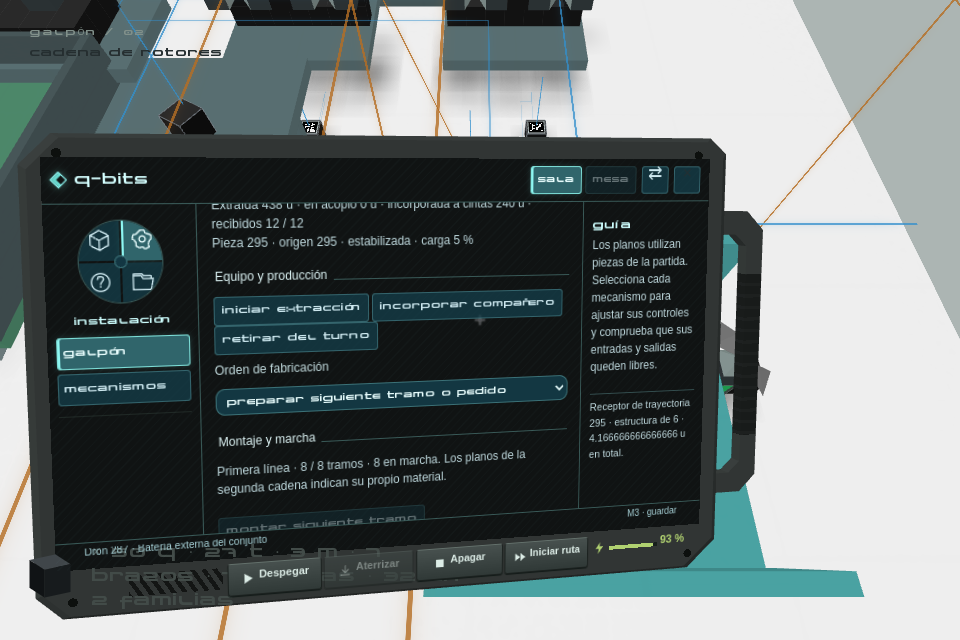 galpón 02
cadena de rotores
q-bits
sala
mesa
Extraída 438 u · en acopio 0 u · incorporada a cintas 240 u ·
recibidos 12 / 12
Pieza 295 · origen 295 · estabilizada · carga 5 %
Equipo y producción
iniciar extracción
incorporar compañero
retirar del turno
Orden de fabricación
preparar siguiente tramo o pedido
Montaje y marcha
Primera línea · 8 / 8 tramos · 8 en marcha. Los planos de la
segunda cadena indican su propio material.
montar siguiente tramo
instalación
galpón
mecanismos
guía
Los planos utilizan
piezas de la partida.
Selecciona cada
mecanismo para
ajustar sus controles
y comprueba que sus
entradas y salidas
queden libres.
Receptor de trayectoria
295 · estructura de 6 ·
4.166666666666666 u
en total.
M3 · guardar
Dron 287 · Batería externa del conjunto
Despegar
Aterrizar
Apagar
Iniciar ruta
93 %
brazos
2 familias